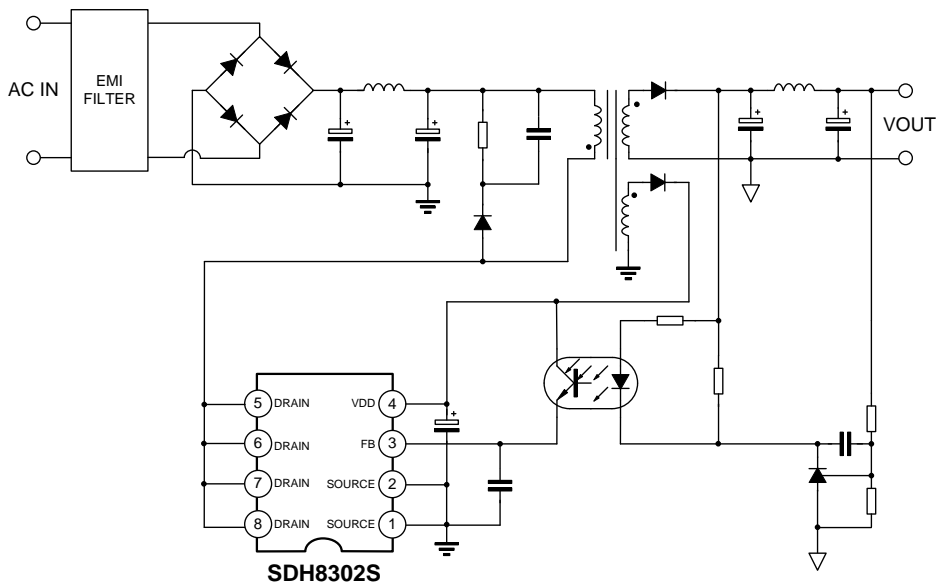 AC IN
EMI
FILTER
+
+
+
+
VOUT
5 DRAIN
VDD 4
+
6 DRAIN
FB 3
7 DRAIN
SOURCE 2
8 DRAIN
SOURCE 1
SDH8302S